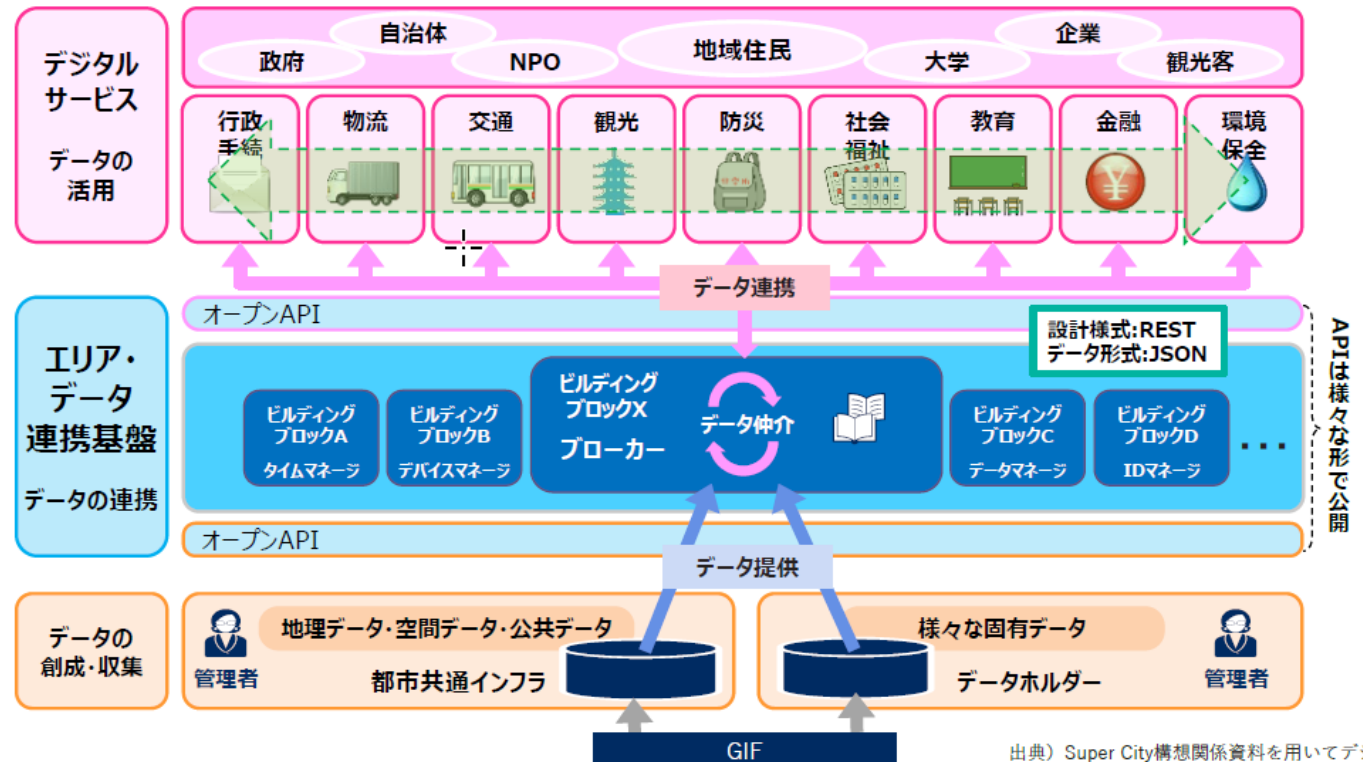 デジタル
サービス
データの
活用
政府
自治体
NPO
地域住民
大学
企業
観光客
行政
手続
物流
交通
観光
防災
社会
福祉
教育
金融
環境
保全
データ連携
エリア・
データ
連携基盤
データの連携
オープンAPI
設計様式:REST
データ形式:JSON
ビルディング
ブロックA
タイムマネージ
ビルディング
ブロックB
デバイスマネージ
ビルディング
ブロックX
ブローカー
データ仲介
ビルディング
ブロックC
データマネージ
ビルディング
ブロックD
IDマネージ
・・・
オープンAPI
APIは様々な形で公開
データ提供
データの
創成・収集
管理者
地理データ・空間データ・公共データ
都市共通インフラ
様々な固有データ
データホルダー
管理者
GIF
出典）Super City構想関係資料を用いてデジ